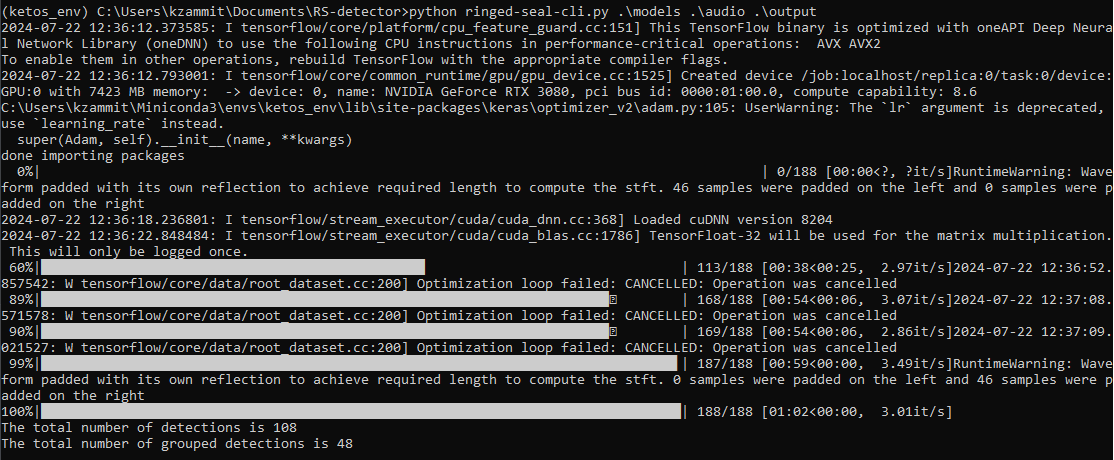 (ketos_env) C:\Users\kzammit\Documents\RS-detector>python ringed-seal-cli.py .\models .\audio .\output
2024-07-22 12:36:12.373585: I tensorflow/core/platform/cpu_feature_guard.cc:151] This TensorFlow binary is optimized with oneAPI Deep Neura
l Network Library (oneDNN) to use the following CPU instructions in performance-critical operations:  AVX AVX2
To enable them in other operations, rebuild TensorFlow with the appropriate compiler flags.
2024-07-22 12:36:12.793001: I tensorflow/core/common_runtime/gpu/gpu_device.cc:1525] Created device /job:localhost/replica:0/task:0/device:
GPU:0 with 7423 MB memory:  -> device: 0, name: NVIDIA GeForce RTX 3080, pci bus id: 0000:01:00.0, compute capability: 8.6
C:\Users\kzammit\Miniconda3\envs\ketos_env\lib\site-packages\keras\optimizer_v2\adam.py:105: UserWarning: The `lr` argument is deprecated,
use `learning_rate` instead.
  super(Adam, self).__init__(name, **kwargs)
done importing packages
  0%| | 0/188 [00:00<?, ?it/s]RuntimeWarning: Wave
form padded with its own reflection to achieve required length to compute the stft. 46 samples were padded on the left and 0 samples were p
added on the right
2024-07-22 12:36:18.236801: I tensorflow/stream_executor/cuda/cuda_dnn.cc:368] Loaded cuDNN version 8204
2024-07-22 12:36:22.848484: I tensorflow/stream_executor/cuda/cuda_blas.cc:1786] TensorFloat-32 will be used for the matrix multiplication.
 This will only be logged once.
 60%| | 113/188 [00:38<00:25,  2.97it/s]2024-07-22 12:36:52.
857542: W tensorflow/core/data/root_dataset.cc:200] Optimization loop failed: CANCELLED: Operation was cancelled
 89%| | 168/188 [00:54<00:06,  3.07it/s]2024-07-22 12:37:08.
571578: W tensorflow/core/data/root_dataset.cc:200] Optimization loop failed: CANCELLED: Operation was cancelled
 90%| | 169/188 [00:54<00:06,  2.86it/s]2024-07-22 12:37:09.
021527: W tensorflow/core/data/root_dataset.cc:200] Optimization loop failed: CANCELLED: Operation was cancelled
 99%| | 187/188 [00:59<00:00,  3.49it/s]RuntimeWarning: Wave
form padded with its own reflection to achieve required length to compute the stft. 0 samples were padded on the left and 46 samples were p
added on the right
100%| | 188/188 [01:02<00:00,  3.01it/s]
The total number of detections is 108
The total number of grouped detections is 48